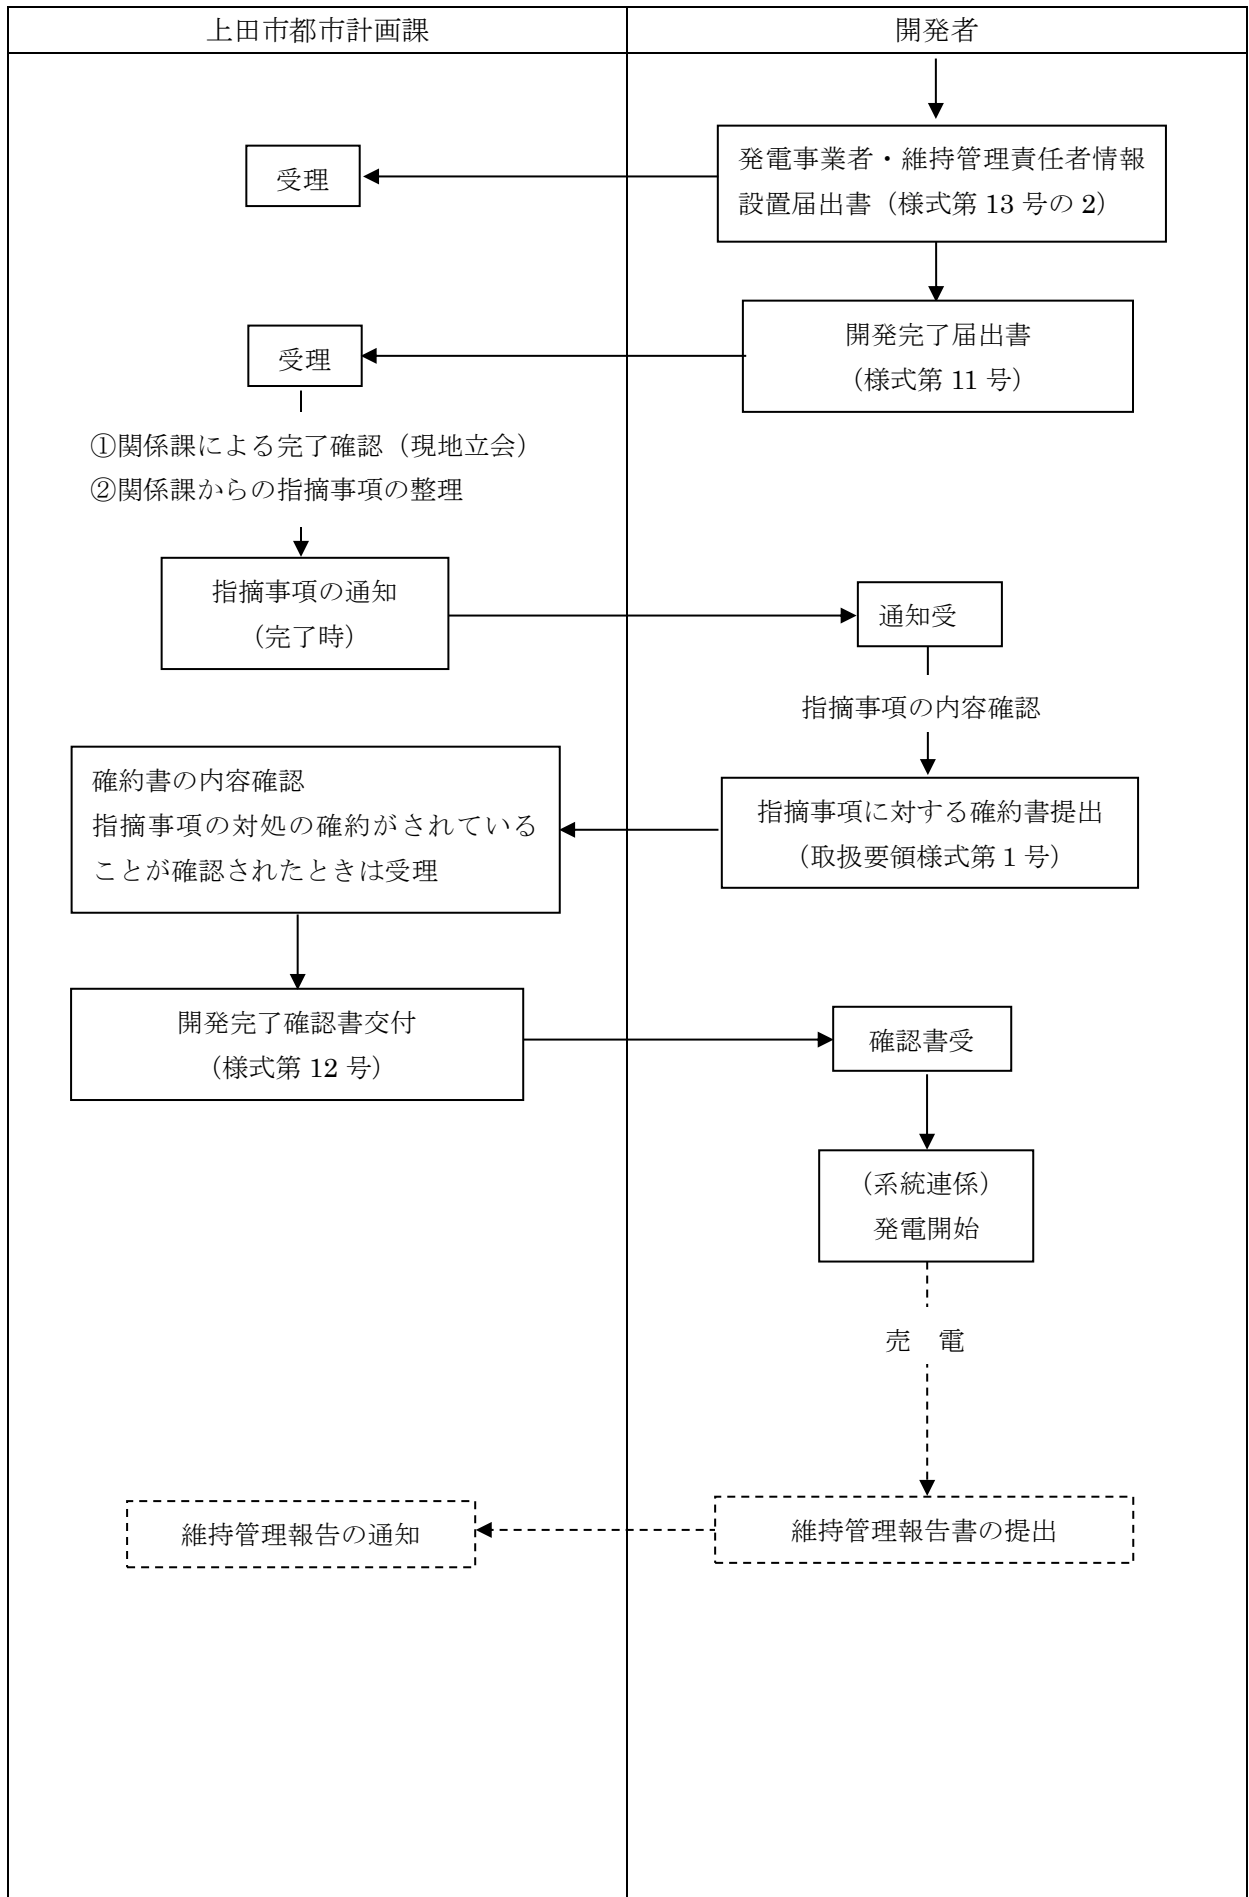 上田市都市計画課
開発者
発電事業者・維持管理責任者情報
設置届出書（様式第 13 号の 2）
受理
開発完了届出書
（様式第 11 号）
受理
①関係課による完了確認（現地立会）
②関係課からの指摘事項の整理
指摘事項の通知
（完了時）
通知受
指摘事項の内容確認
指摘事項に対する確約書提出
（取扱要領様式第 1 号）
確約書の内容確認
指摘事項の対処の確約がされている
ことが確認されたときは受理
開発完了確認書交付
（様式第 12 号）
確認書受
（系統連係）
発電開始
売　電
維持管理報告書の提出
維持管理報告の通知